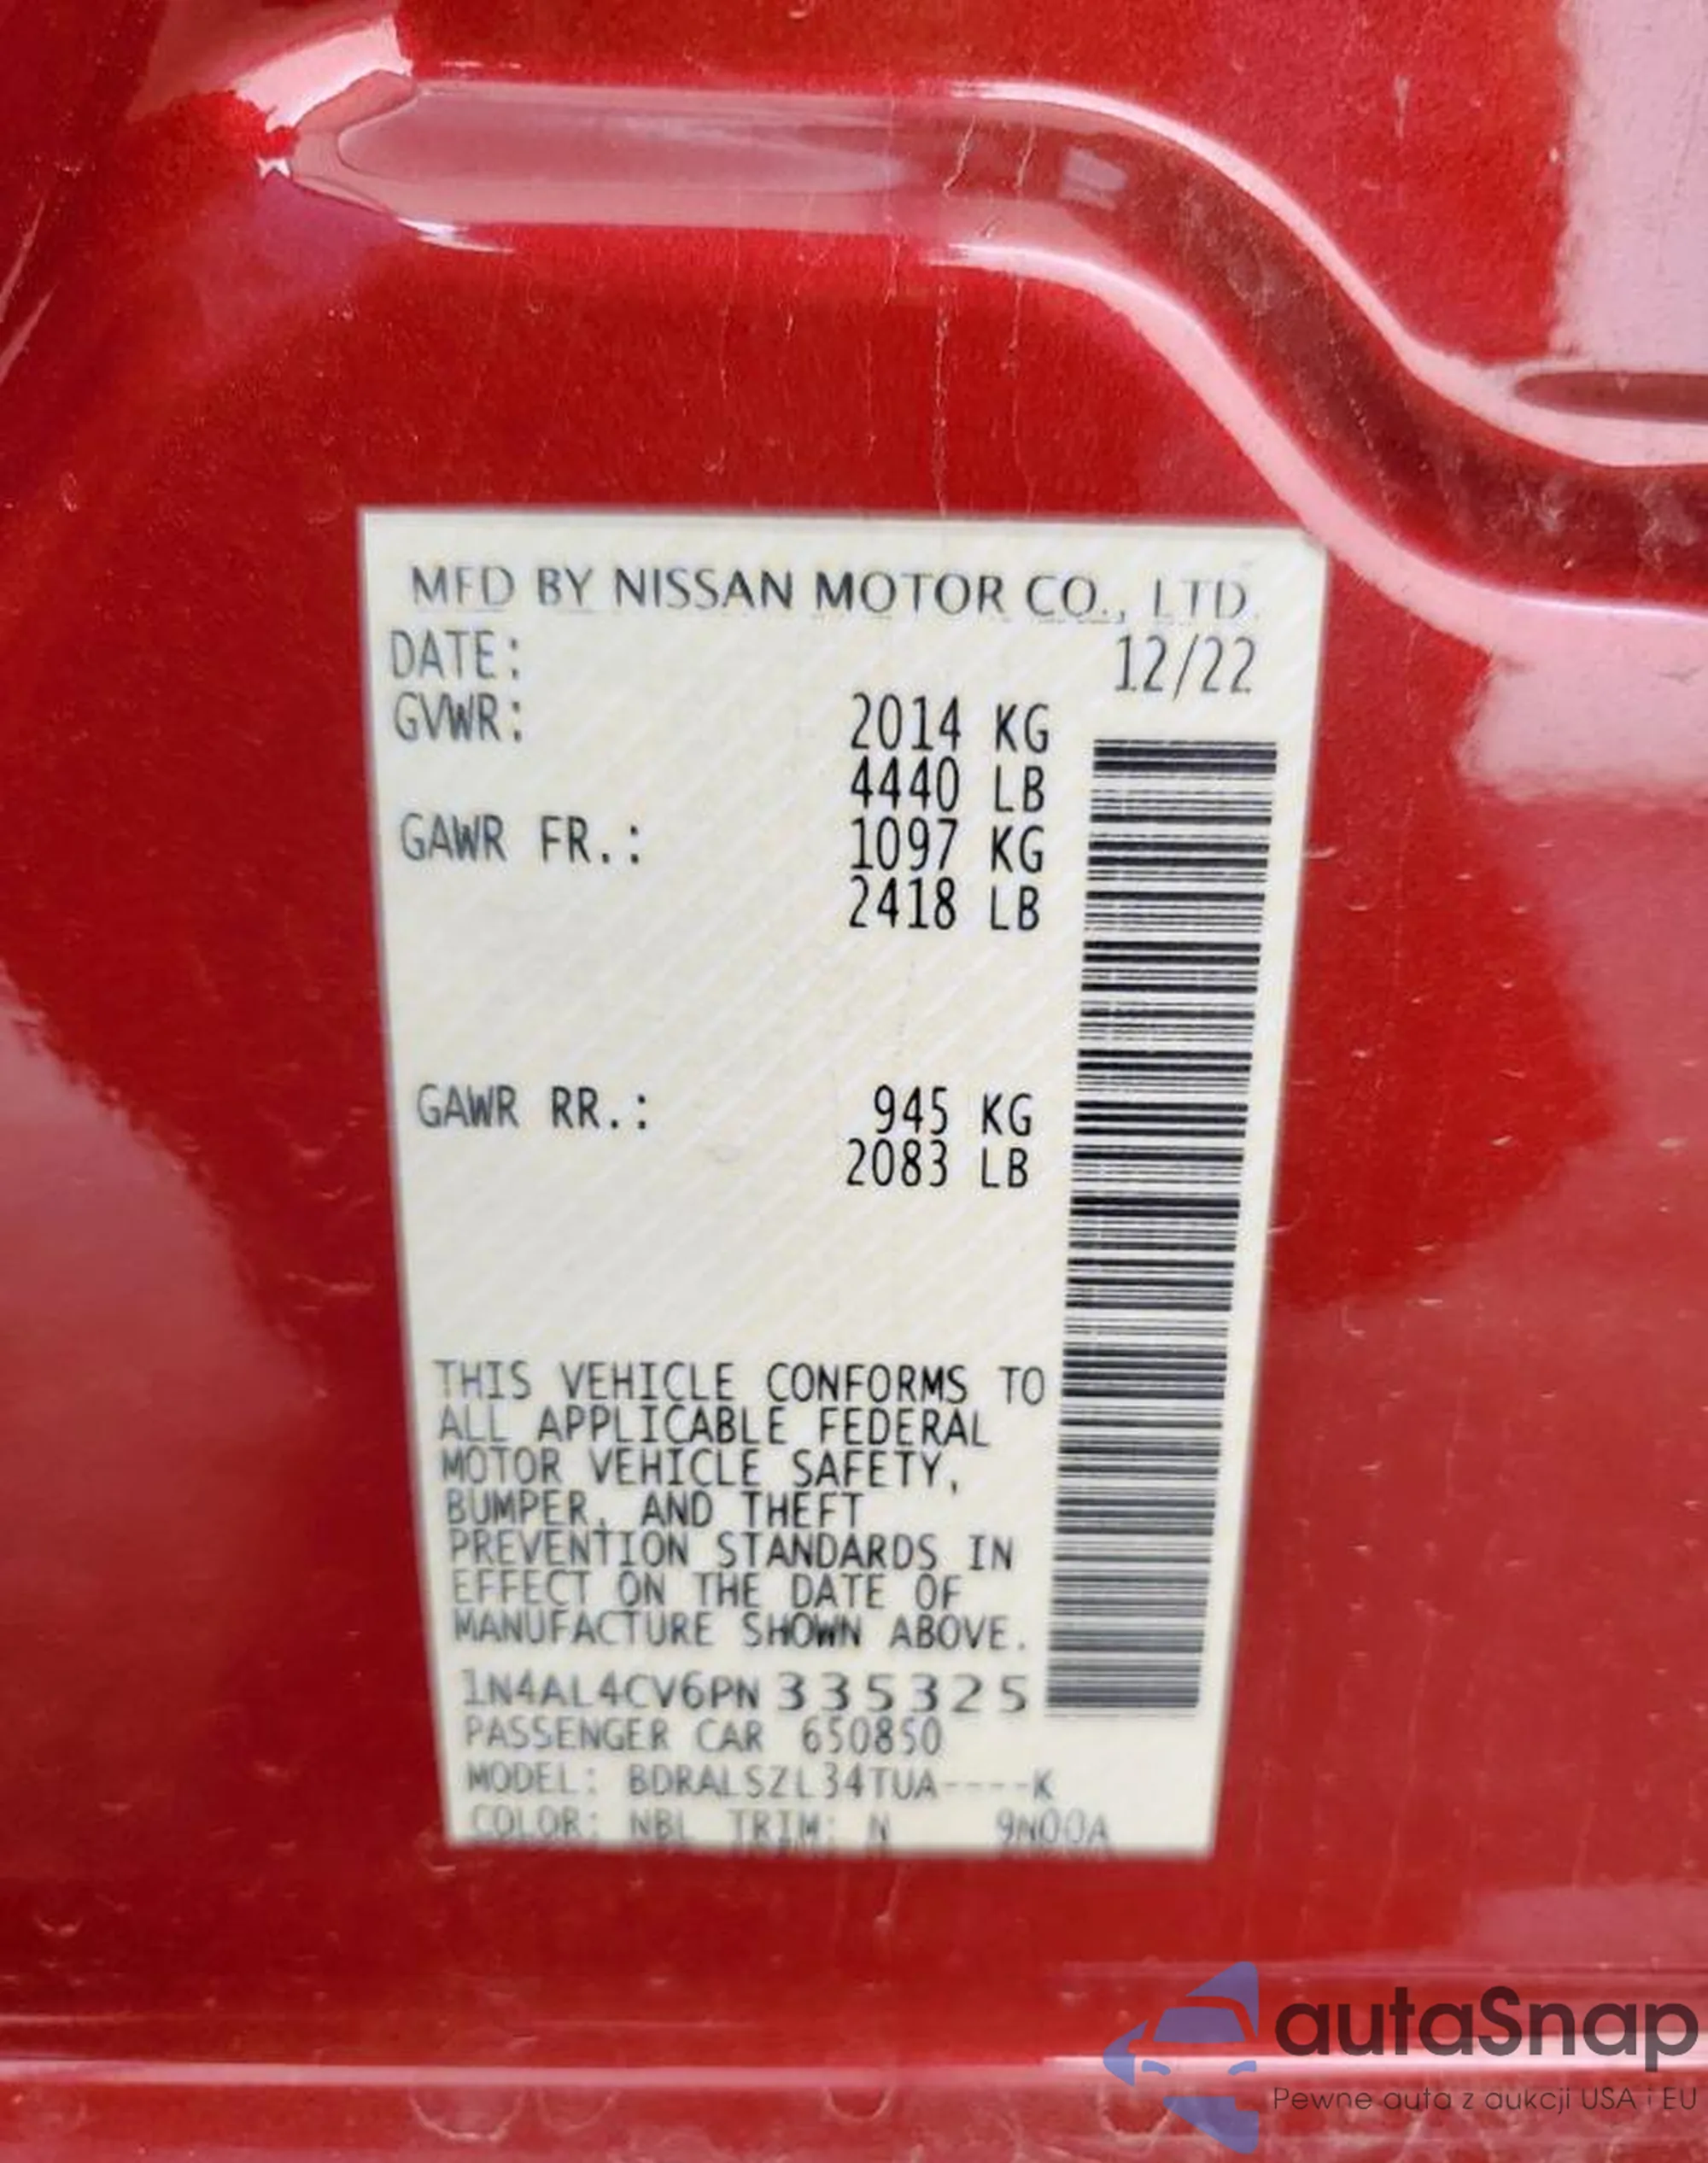 MFD BY NISSAN MOTOR CO., LTD.
DATE: 12/22
GVWR: 2014 KG
4440 LB
GAWR FR.: 1097 KG
2418 LB
GAWR RR.: 945 KG
2083 LB
THIS VEHICLE CONFORMS TO
ALL APPLICABLE FEDERAL
MOTOR VEHICLE SAFETY,
BUMPER, AND THEFT
PREVENTION STANDARDS IN
EFFECT ON THE DATE OF
MANUFACTURE SHOWN ABOVE.
1N4AL4CV6PN335325
PASSENGER CAR 650850
MODEL: BDRALSZL34TUA----K
COLOR: NBL TRIM: N 9N00A
autaSnap
Pewne auta z aukcji USA i EU